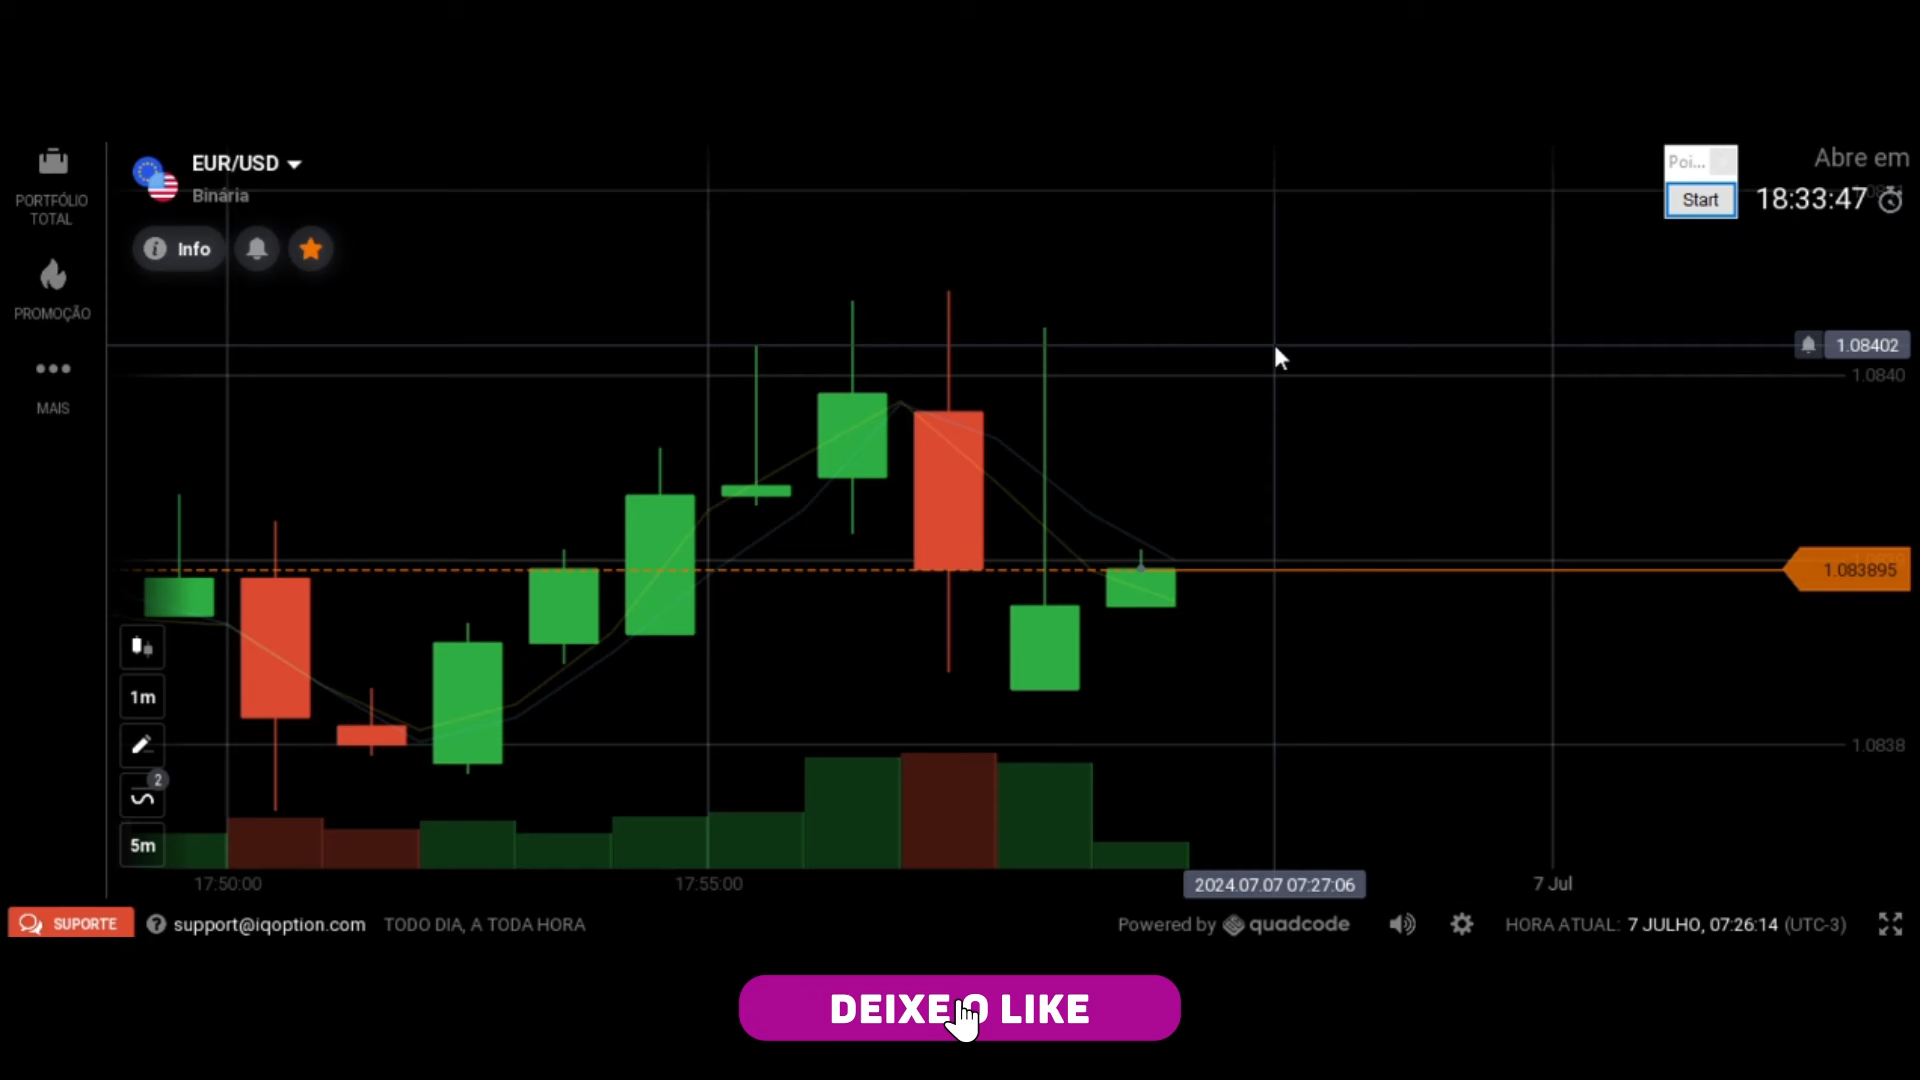 PORTFÓLIO
TOTAL
PROMOÇÃO
MAIS
EUR/USD
Binária
Info
Poi...
Start
Abre em
18:33:47
1.08402
1.0840
1.083895
1.0838
1m
2
5m
17:50:00
17:55:00
2024.07.07 07:27:06
7 Jul
SUPORTE
support@iqoption.com
TODO DIA, A TODA HORA
Powered by quadcode
HORA ATUAL: 7 JULHO, 07:26:14 (UTC-3)
DEIXE O LIKE